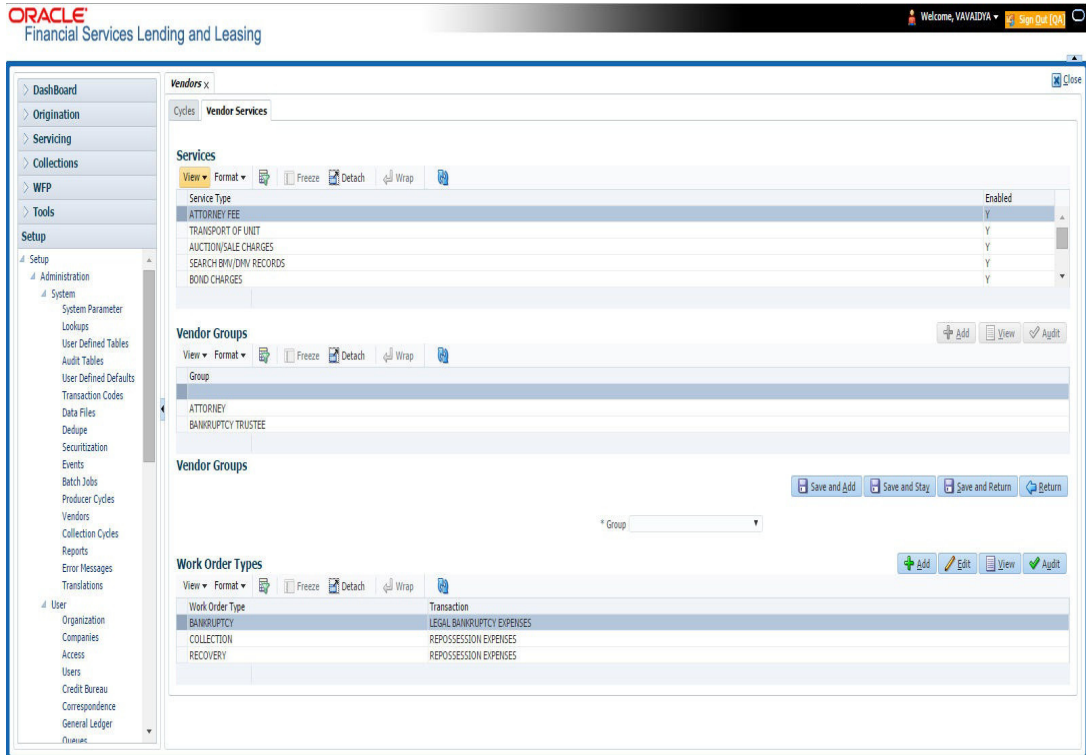 ORACLE'
Financial Services Lending and Leasing
Welcome, VAVAIDYA
Sign Out [QA]
DashBoard
Origination
Servicing
Collections
WFP
Tools
Setup
Setup
Administration
System
System Parameter
Lookups
User Defined Tables
Audit Tables
User Defined Defaults
Transaction Codes
Data Files
Dedupe
Securitization
Events
Batch Jobs
Producer Cycles
Vendors
Collection Cycles
Reports
Error Messages
Translations
User
Organization
Companies
Access
Users
Credit Bureau
Correspondence
General Ledger
Queues
Vendors X
Close
Cycles Vendor Services
Services
View Format Freeze Detach Wrap
Service Type Enabled
ATTORNEY FEE Y
TRANSPORT OF UNIT Y
AUCTION/SALE CHARGES Y
SEARCH BMV/DMV RECORDS Y
BOND CHARGES Y
Vendor Groups
Add View Audit
View Format Freeze Detach Wrap
Group
ATTORNEY
BANKRUPTCY TRUSTEE
Vendor Groups
Save and Add Save and Stay Save and Return Return
* Group
Work Order Types
Add Edit View Audit
View Format Freeze Detach Wrap
Work Order Type Transaction
BANKRUPTCY LEGAL BANKRUPTCY EXPENSES
COLLECTION REPOSSESSION EXPENSES
RECOVERY REPOSSESSION EXPENSES